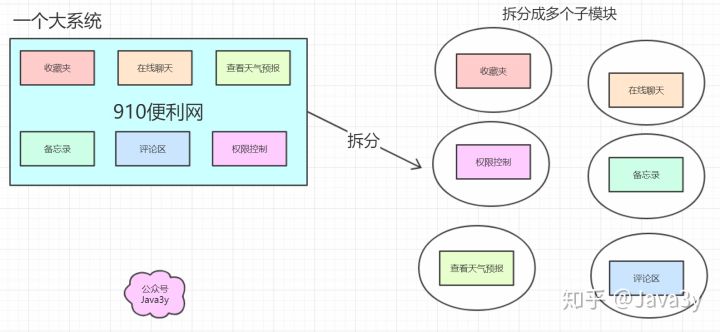 一个大系统
收藏夹
在线聊天
查看天气预报
910便利网
备忘录
评论区
权限控制
拆分
拆分成多个子模块
收藏夹
在线聊天
权限控制
备忘录
查看天气预报
评论区
公众号
Java3y
知乎 @Java3y